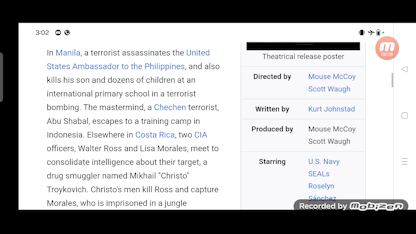 3:02
In Manila, a terrorist assassinates the United
States Ambassador to the Philippines, and also
kills his son and dozens of children at an
international primary school in a terrorist
bombing. The mastermind, a Chechen terrorist,
Abu Shabal, escapes to a training camp in
Indonesia. Elsewhere in Costa Rica, two CIA
officers, Walter Ross and Lisa Morales, meet to
consolidate intelligence about their target, a
drug smuggler named Mikhail "Christo"
Troykovich. Christo's men kill Ross and capture
Morales, who is imprisoned in a jungle
Theatrical release poster
Directed by Mouse McCoy
Scott Waugh
Written by Kurt Johnstad
Produced by Mouse McCoy
Scott Waugh
Starring U.S. Navy
SEALs
Roselyn
Sánchez
Recorded by Mobizen